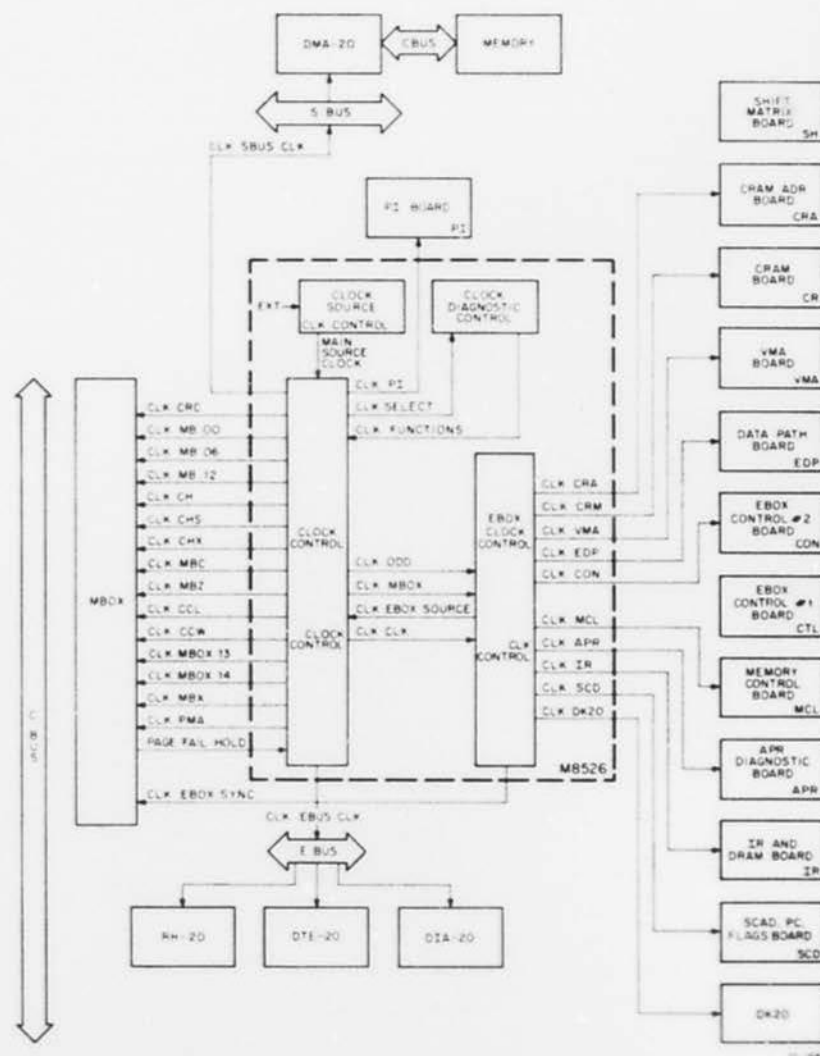 DMA-20
CBUS
MEMORY
S BUS
CLK SBUS CLK
SHIFT
MATRIX
BOARD
SH
PI BOARD
PI
CRAM ADR
BOARD
CRA
CRAM
BOARD
CR
VMA
BOARD
VMA
DATA PATH
BOARD
EDP
EBOX
CONTROL #2
BOARD
CON
EBOX
CONTROL #1
BOARD
CTL
MEMORY
CONTROL
BOARD
MCL
APR
DIAGNOSTIC
BOARD
APR
IR AND
DRAM BOARD
IR
SCAD, PC,
FLAGS BOARD
SCD
DK20
EXT
CLOCK
SOURCE
CLK CONTROL
CLOCK
DIAGNOSTIC
CONTROL
MAIN
SOURCE
CLOCK
CLK PI
CLK SELECT
CLK FUNCTIONS
MBOX
CLK CRC
CLK MB 00
CLK MB 06
CLK MB 12
CLK CH
CLK CHS
CLK CHX
CLK MBC
CLK MBZ
CLK CCL
CLK CCW
CLK MBOX 13
CLK MBOX 14
CLK MBX
CLK PMA
PAGE FAIL HOLD
CLK EBOX SYNC
CLOCK
CONTROL
CLOCK
CONTROL
CLK ODD
CLK MBOX
CLK EBOX SOURCE
CLK CLK
EBOX
CLOCK
CONTROL
CLK
CONTROL
CLK CRA
CLK CRM
CLK VMA
CLK EDP
CLK CON
CLK MCL
CLK APR
CLK IR
CLK SCD
CLK DK20
M8526
CLK EBUS CLK
E BUS
RH-20
DTE-20
DIA-20
C BUS